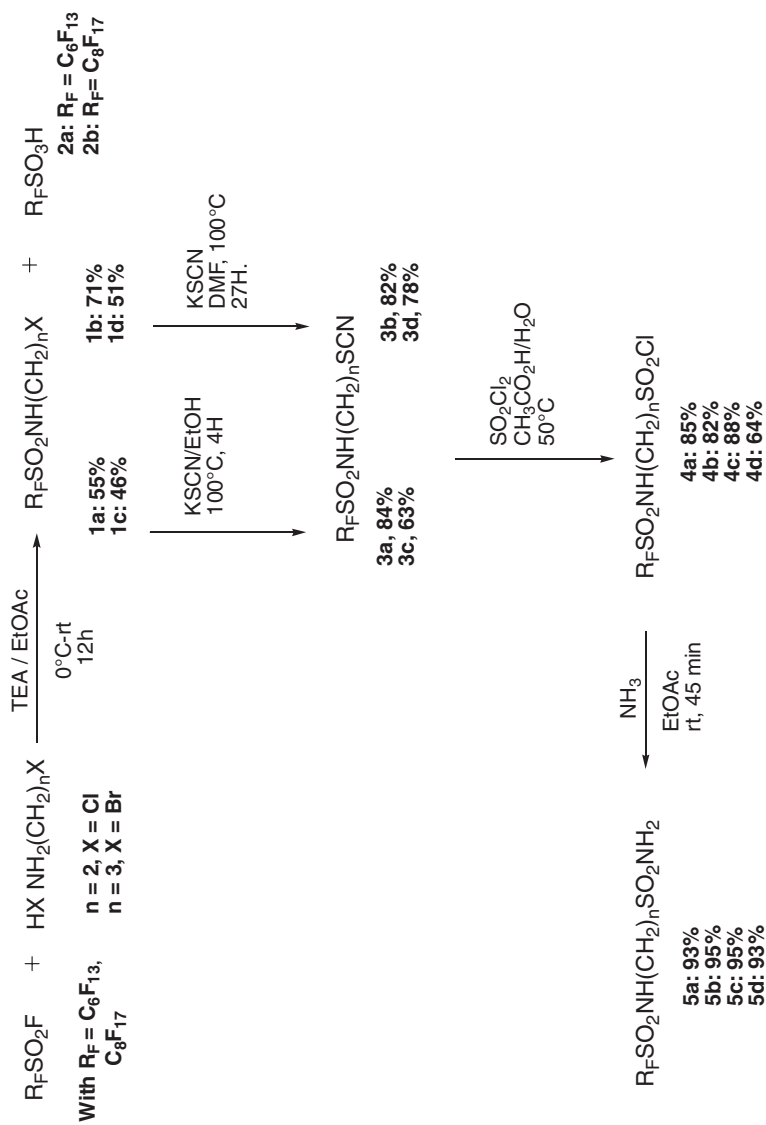 R_FSO_2F + HX NH_2(CH_2)_nX
With R_F = C_6F_13,
C_8F_17
n = 2, X = Cl
n = 3, X = Br
TEA / EtOAc
0°C-rt
12h
R_FSO_2NH(CH_2)_nX + R_FSO_3H
1a: 55%
1c: 46%
1b: 71%
1d: 51%
2a: R_F = C_6F_13
2b: R_F= C_8F_17
KSCN/EtOH
100°C, 4H
KSCN
DMF, 100°C
27H.
R_FSO_2NH(CH_2)_nSCN
3a, 84%
3c, 63%
3b, 82%
3d, 78%
SO_2Cl_2
CH_3CO_2H/H_2O
50°C
R_FSO_2NH(CH_2)_nSO_2Cl
4a: 85%
4b: 82%
4c: 88%
4d: 64%
NH_3
EtOAc
rt, 45 min
R_FSO_2NH(CH_2)_nSO_2NH_2
5a: 93%
5b: 95%
5c: 95%
5d: 93%